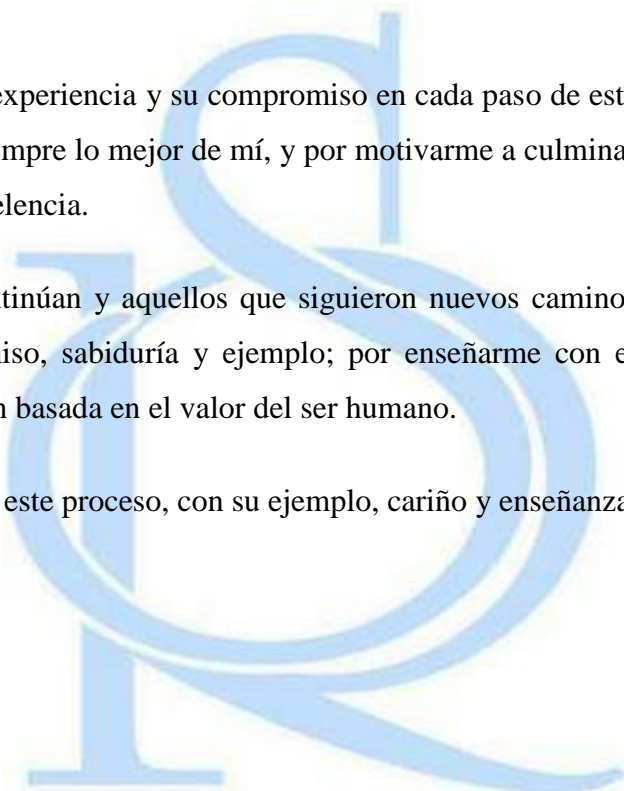 experiencia y su compromiso en cada paso de est
empre lo mejor de mí, y por motivarme a culmina
elencia.
ntinúan y aquellos que siguieron nuevos camino
iso, sabiduría y ejemplo; por enseñarme con e
n basada en el valor del ser humano.
este proceso, con su ejemplo, cariño y enseñanza